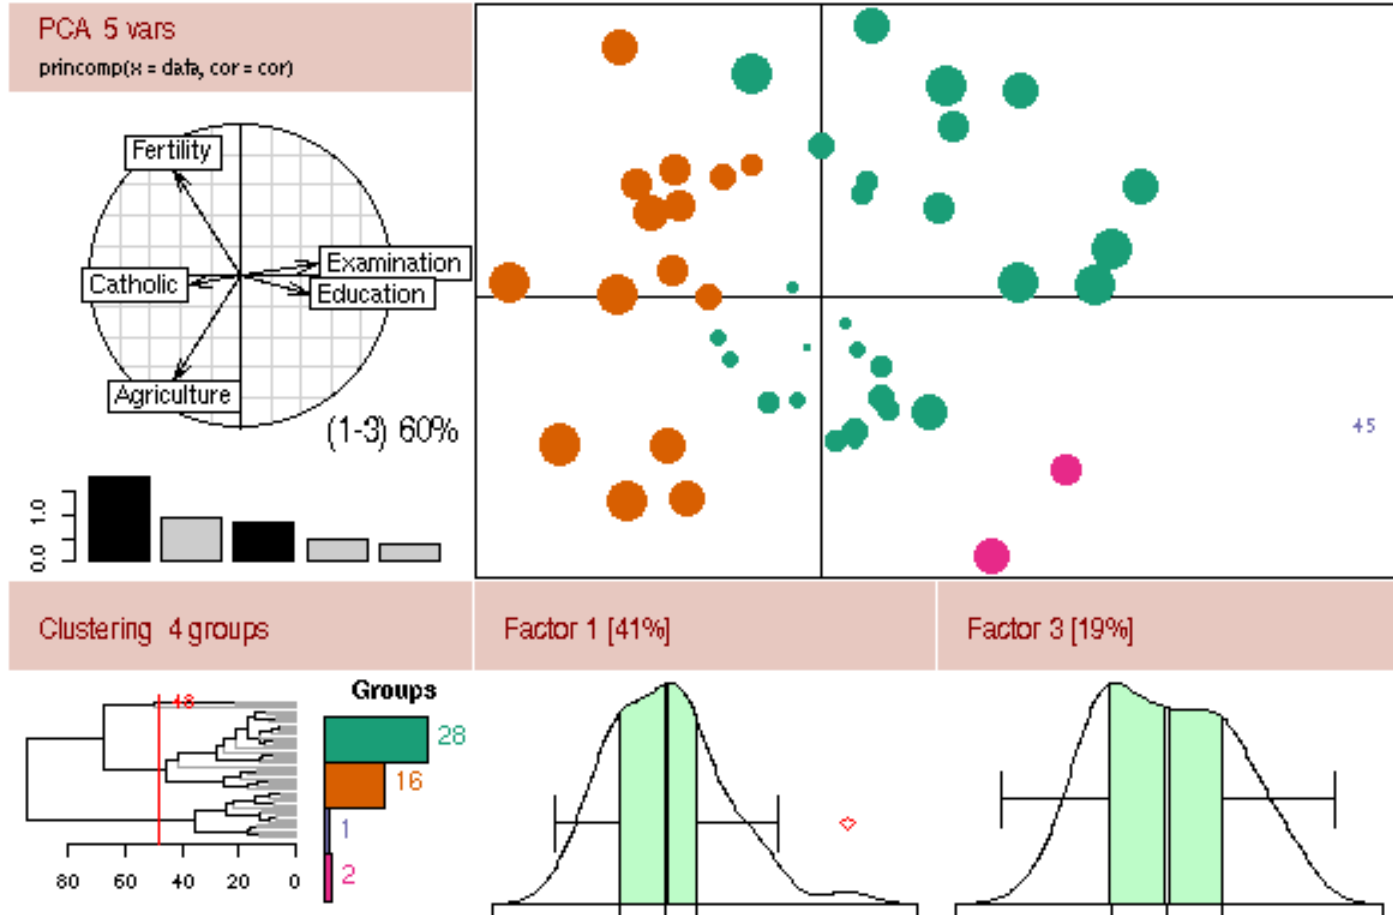 PCA 5 vars
princomp(x = data, cor = cor)
Fertility
Examination
Catholic
Education
Agriculture
(1-3) 60%
1.0
0.0
45
Clustering 4 groups
Factor 1 [41%]
Factor 3 [19%]
48
Groups
28
16
1
2
80 60 40 20 0